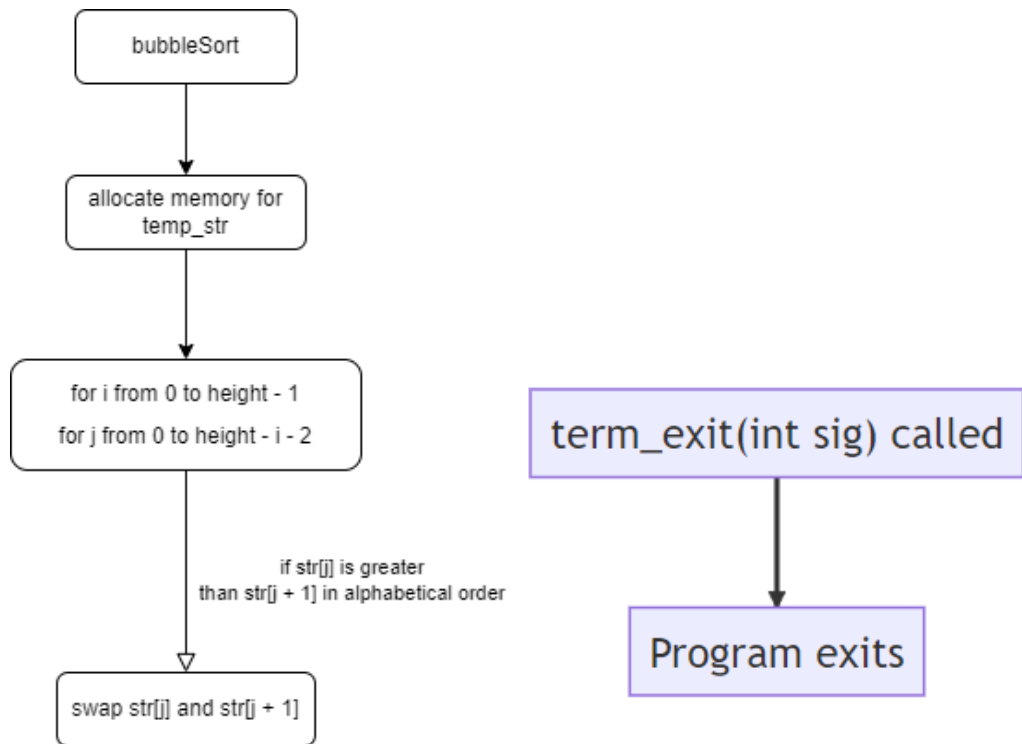 bubbleSort
allocate memory for
temp_str
for i from 0 to height - 1
for j from 0 to height - i - 2
if str[j] is greater
than str[j + 1] in alphabetical order
swap str[j] and str[j + 1]
term_exit(int sig) called
Program exits